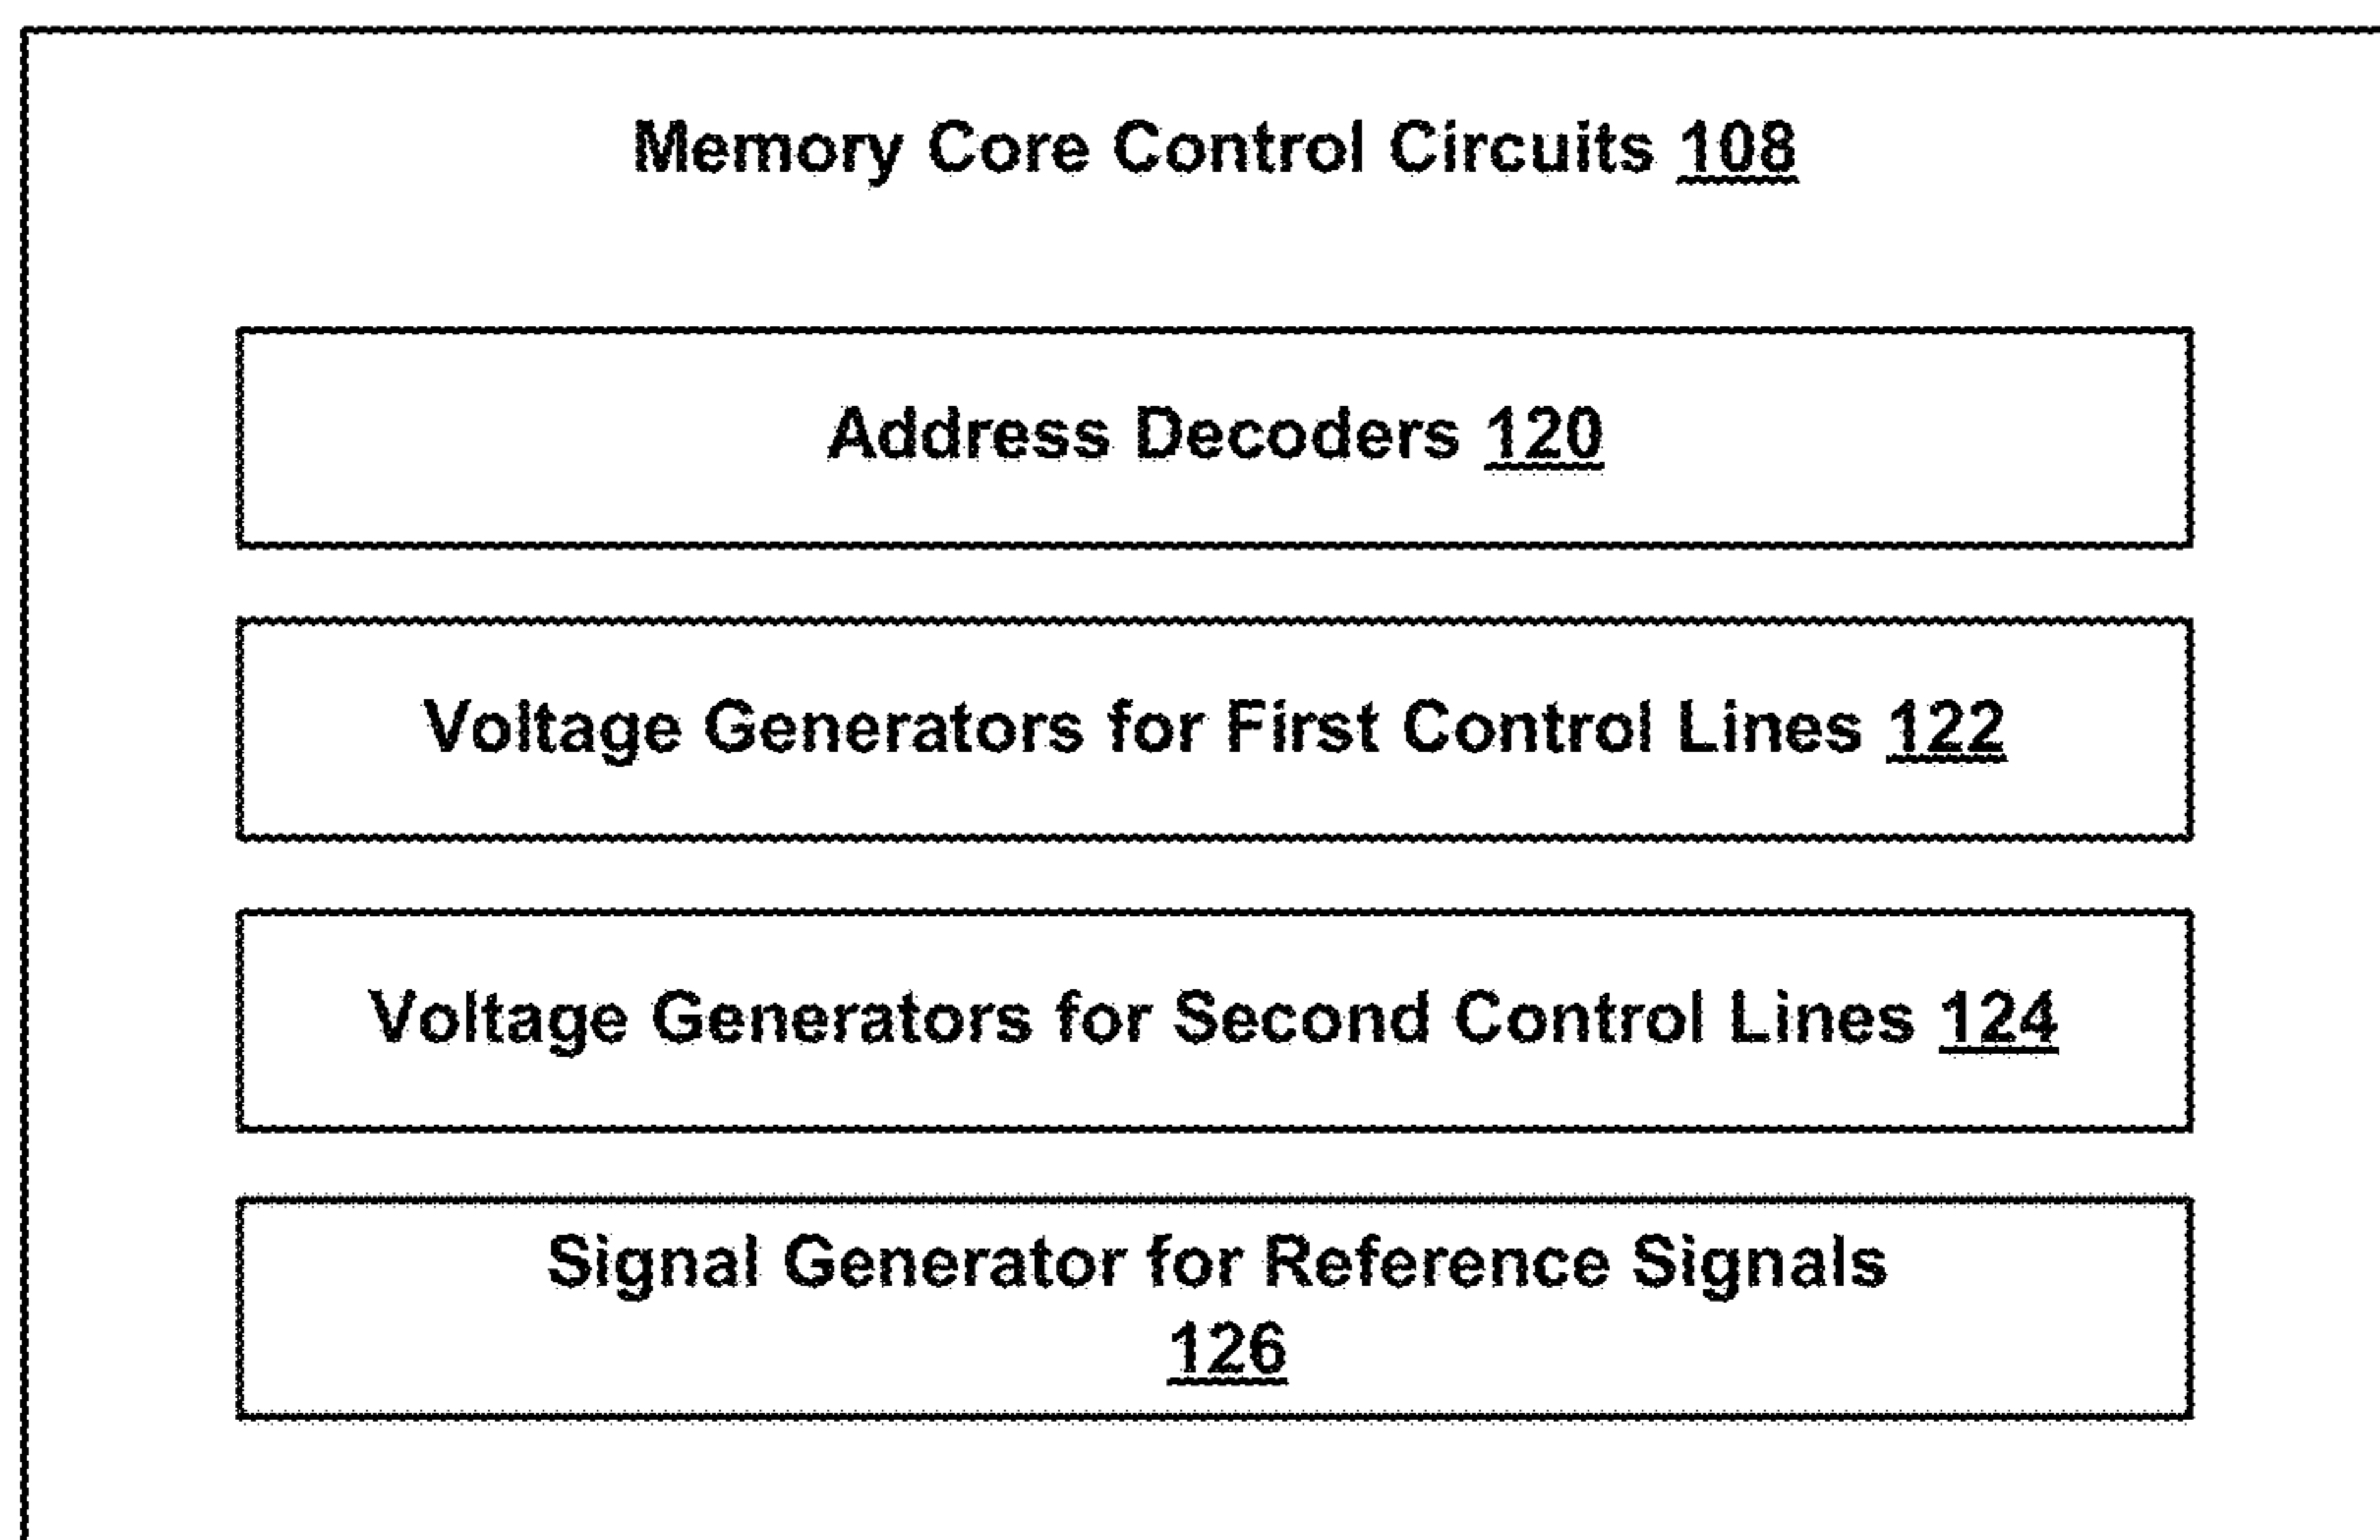 Memory Core Control Circuits 108
Address Decoders 120
Voltage Generators for First Control Lines 122
Voltage Generators for Second Control Lines 124
Signal Generator for Reference Signals
126